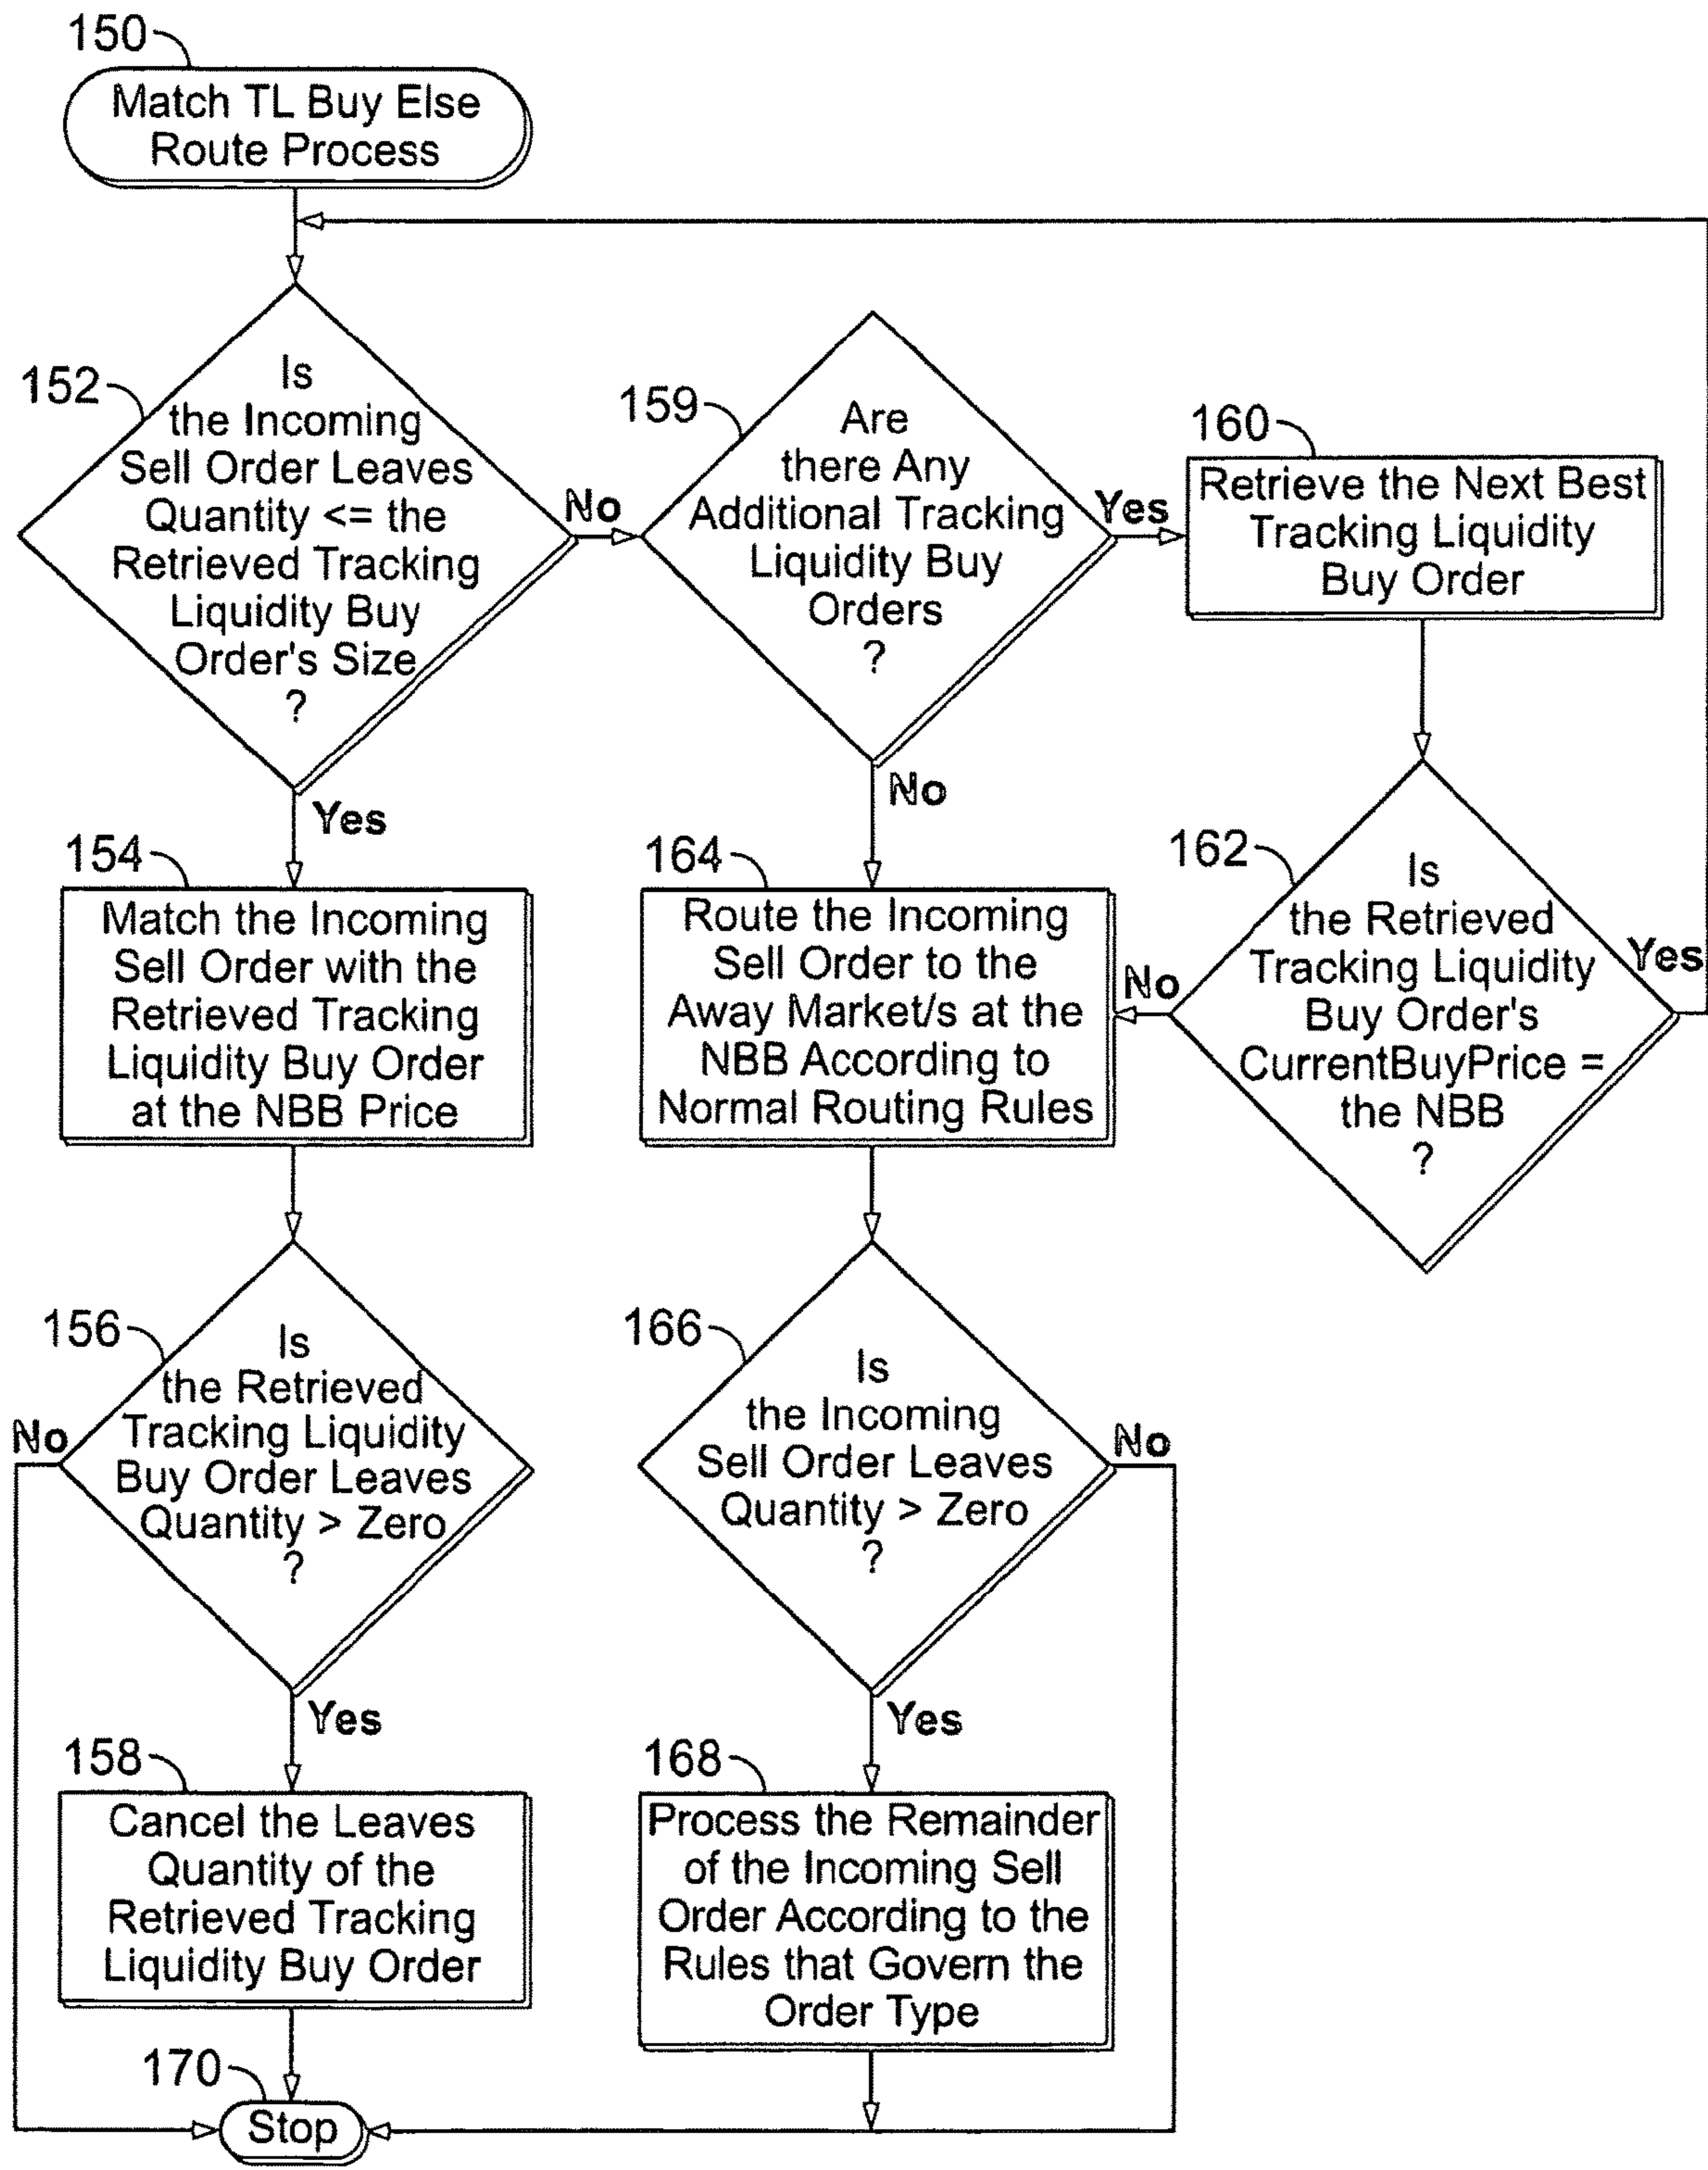 150
Match TL Buy Else
Route Process
152
Is
the Incoming
Sell Order Leaves
Quantity <= the
Retrieved Tracking
Liquidity Buy
Order's Size
?
No
Yes
159
Are
there Any
Additional Tracking
Liquidity Buy
Orders
?
Yes
No
160
Retrieve the Next Best
Tracking Liquidity
Buy Order
162
Is
the Retrieved
Tracking Liquidity
Buy Order's
CurrentBuyPrice =
the NBB
?
Yes
No
154
Match the Incoming
Sell Order with the
Retrieved Tracking
Liquidity Buy Order
at the NBB Price
164
Route the Incoming
Sell Order to the
Away Market/s at the
NBB According to
Normal Routing Rules
156
Is
the Retrieved
Tracking Liquidity
Buy Order Leaves
Quantity > Zero
?
No
Yes
166
Is
the Incoming
Sell Order Leaves
Quantity > Zero
?
No
Yes
158
Cancel the Leaves
Quantity of the
Retrieved Tracking
Liquidity Buy Order
168
Process the Remainder
of the Incoming Sell
Order According to the
Rules that Govern the
Order Type
170
Stop